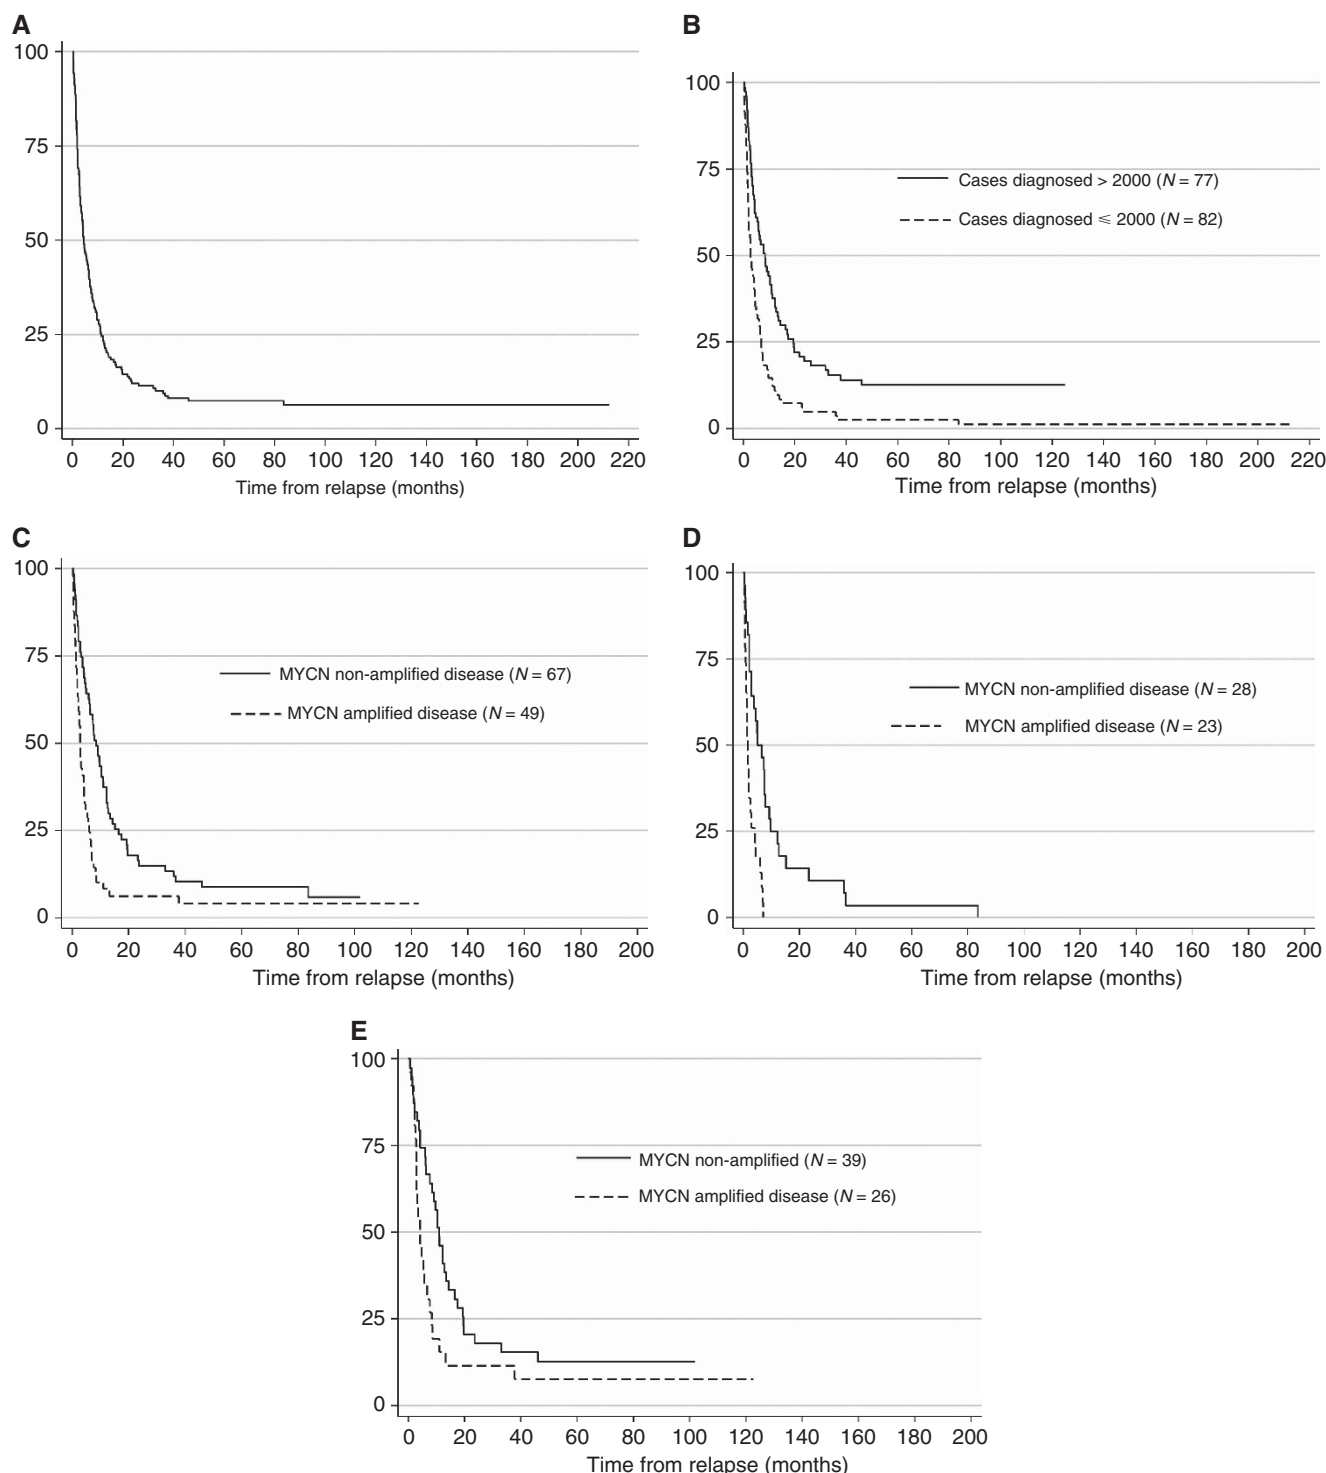 A
100
75
50
25
0
0 20 40 60 80 100 120 140 160 180 200 220
Time from relapse (months)
B
100
75
50
25
0
Cases diagnosed > 2000 (N = 77)
Cases diagnosed ⩽ 2000 (N = 82)
0 20 40 60 80 100 120 140 160 180 200 220
Time from relapse (months)
C
100
75
50
25
0
MYCN non-amplified disease (N = 67)
MYCN amplified disease (N = 49)
0 20 40 60 80 100 120 140 160 180 200
Time from relapse (months)
D
100
75
50
25
0
MYCN non-amplified disease (N = 28)
MYCN amplified disease (N = 23)
0 20 40 60 80 100 120 140 160 180 200
Time from relapse (months)
E
100
75
50
25
0
MYCN non-amplified (N = 39)
MYCN amplified disease (N = 26)
0 20 40 60 80 100 120 140 160 180 200
Time from relapse (months)